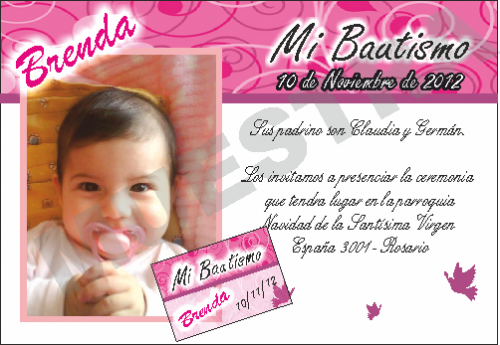 Brenda
Mi Bautismo
10 de Noviembre de 2012
Sus padrino son Claudia y Germán.
Los invitamos a presenciar la ceremonia
que tendra lugar en la parroquia
Navidad de la Santísima Virgen
España 3001 - Rosario
Mi Bautismo
Brenda
10/11/12